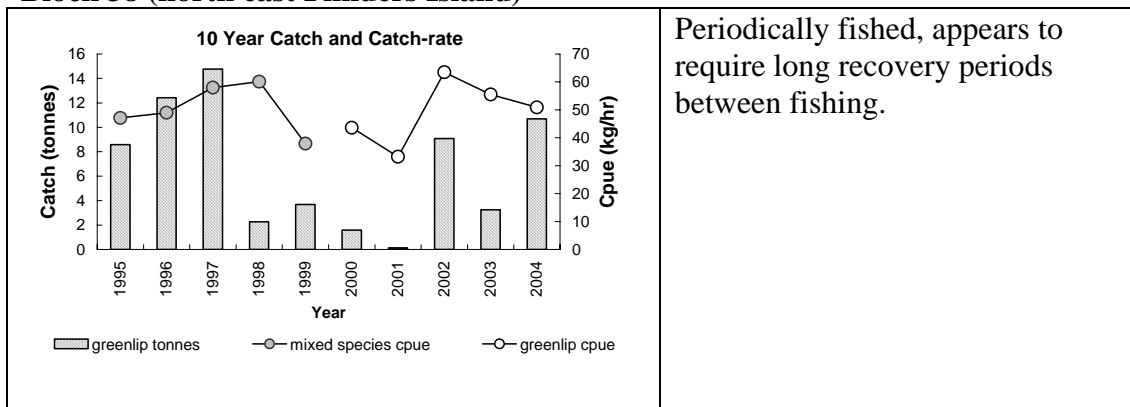 Block (north east Flinders Island)
10 Year Catch and Catch-rate
16
14
12
10
8
6
4
2
0
Catch (tonnes)
70
60
50
40
30
20
10
0
Cpue (kg/hr)
1995
1996
1997
1998
1999
2000
2001
2002
2003
2004
Year
greenlip tonnes
mixed species cpue
greenlip cpue
Periodically fished, appears to
require long recovery periods
between fishing.